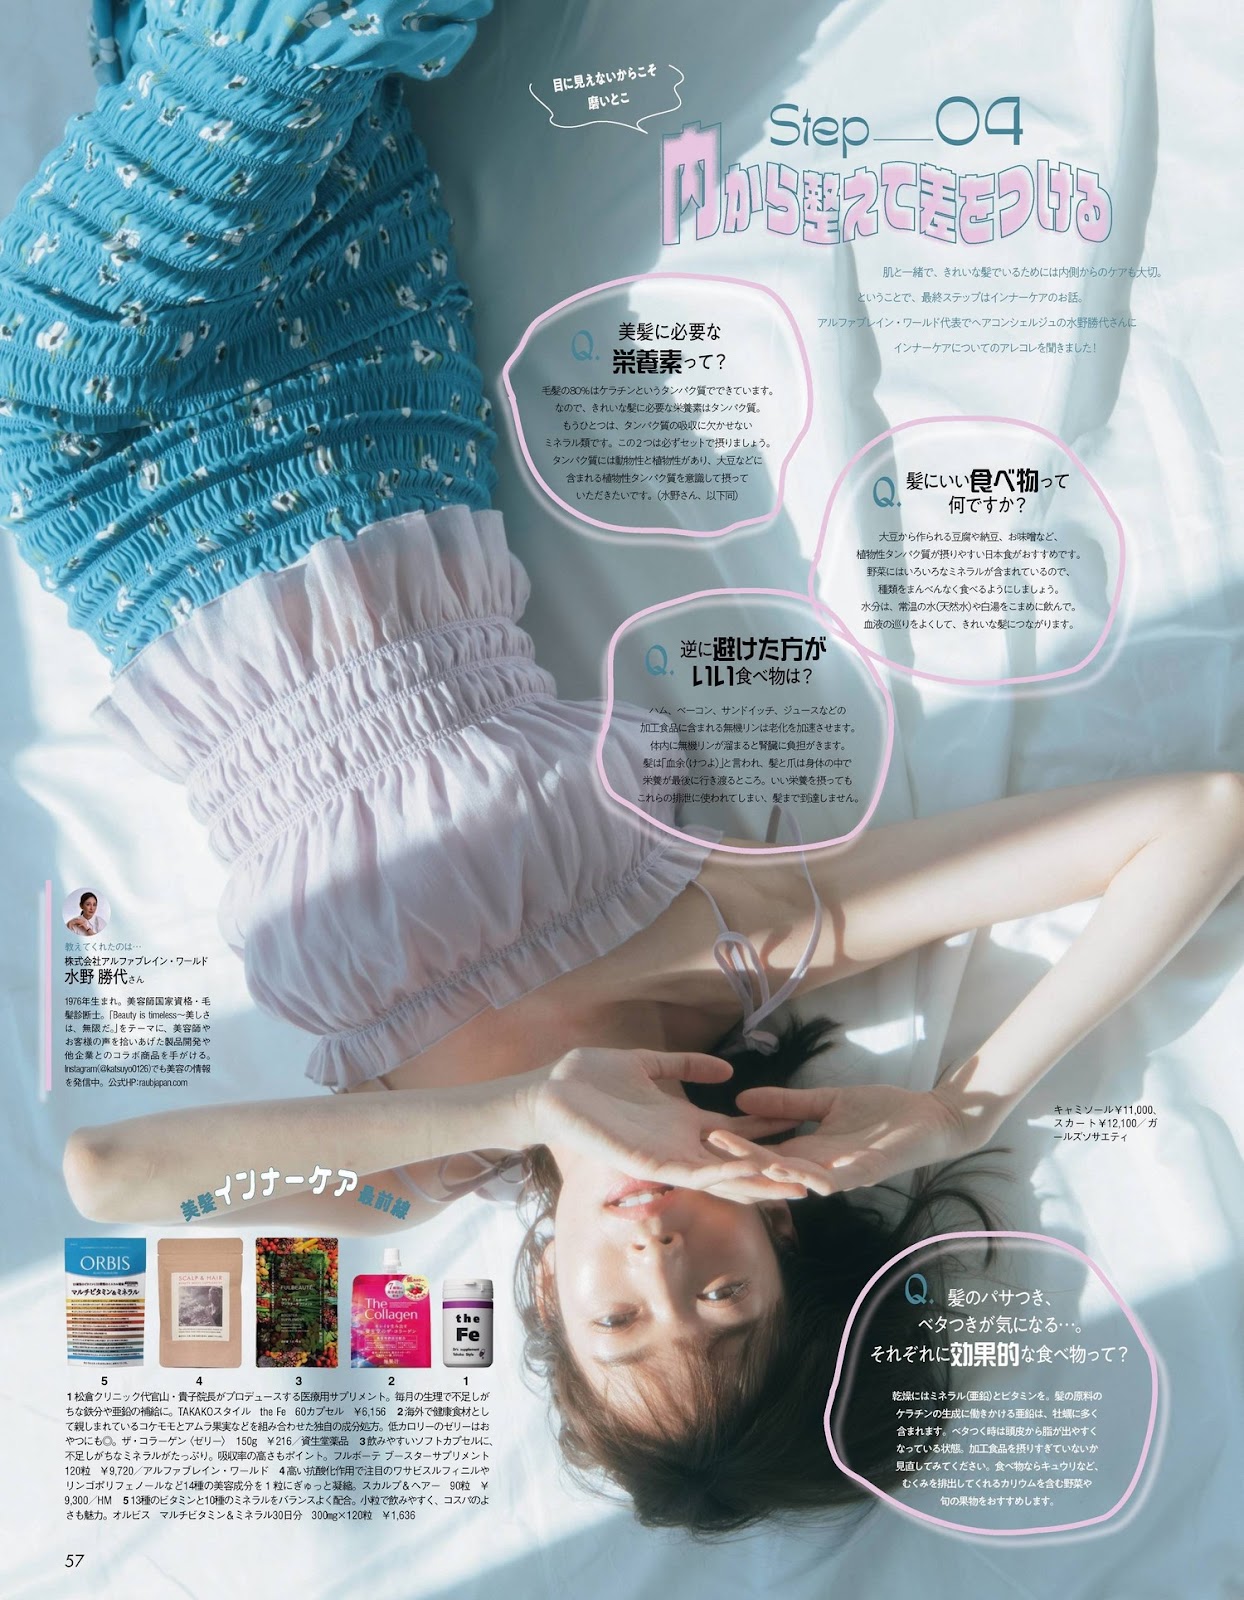 目に見えないからこそ
磨いとこ
Step__04
内から整えて差をつける
肌と一緒で、きれいな髪でいるためには内側からのケアも大切。
ということで、最終ステップはインナーケアのお話。
アルファブレイン・ワールド代表でヘアコンシェルジュの水野勝代さんに
インナーケアについてのアレコレを聞きました！
Q. 美髪に必要な
栄養素って？
毛髪の80％はケラチンというタンパク質でできています。
なので、きれいな髪に必要な栄養素はタンパク質。
もうひとつは、タンパク質の吸収に欠かせない
ミネラル類です。この２つは必ずセットで摂りましょう。
タンパク質には動物性と植物性があり、大豆などに
含まれる植物性タンパク質を意識して摂って
いただきたいです。（水野さん、以下同）
Q. 髪にいい食べ物って
何ですか？
大豆から作られる豆腐や納豆、お味噌など、
植物性タンパク質が摂りやすい日本食がおすすめです。
野菜にはいろいろなミネラルが含まれているので、
種類をまんべんなく食べるようにしましょう。
水分は、常温の水（天然水）や白湯をこまめに飲んで。
血液の巡りをよくして、きれいな髪につながります。
Q. 逆に避けた方が
いい食べ物は？
ハム、ベーコン、サンドイッチ、ジュースなどの
加工食品に含まれる無機リンは老化を加速させます。
体内に無機リンが溜まると腎臓に負担がきます。
髪は「血余（けつよ）」と言われ、髪と爪は身体の中で
栄養が最後に行き渡るところ。いい栄養を摂っても
これらの排泄に使われてしまい、髪まで到達しません。
教えてくれたのは…
株式会社アルファブレイン・ワールド
水野 勝代さん
1976年生まれ。美容師国家資格・毛
髪診断士。「Beauty is timeless〜美しさ
は、無限だ。」をテーマに、美容師や
お客様の声を拾いあげた製品開発や
他企業とのコラボ商品を手がける。
Instagram(@katsuyo0126)でも美容の情報
を発信中。公式HP:raubjapan.com
キャミソール￥11,000、
スカート￥12,100／ガ
ールズソサエティ
美髪インナーケア最前線
ORBIS
マルチビタミン&ミネラル
SCALP & HAIR
FULBEAUTÉ
The
Collagen
the
Fe
5 4 3 2 1
1 松倉クリニック代官山・貴子院長がプロデュースする医療用サプリメント。毎月の生理で不足しが
ちな鉄分や亜鉛の補給に。TAKAKOスタイル the Fe 60カプセル ￥6,156 2 海外で健康食材とし
て親しまれているコケモモとアムラ果実などを組み合わせた独自の成分処方。低カロリーのゼリーはお
やつにも◎。ザ・コラーゲン〈ゼリー〉 150g ￥216／資生堂薬品 3 飲みやすいソフトカプセルに、
不足しがちなミネラルがたっぷり。吸収率の高さもポイント。フルボーテ ブースターサプリメント
120粒 ￥9,720／アルファブレイン・ワールド 4 高い抗酸化作用で注目のワサビスルフィニルや
リンゴポリフェノールなど14種の美容成分を１粒にぎゅっと凝縮。スカルプ＆ヘアー 90粒 ￥
9,300／HM 5 13種のビタミンと10種のミネラルをバランスよく配合。小粒で飲みやすく、コスパのよ
さも魅力。オルビス マルチビタミン＆ミネラル30日分 300mg×120粒 ￥1,636
Q. 髪のパサつき、
ベタつきが気になる…。
それぞれに効果的な食べ物って？
乾燥にはミネラル（亜鉛）とビタミンを。髪の原料の
ケラチンの生成に働きかける亜鉛は、牡蠣に多く
含まれます。ベタつく時は頭皮から脂が出やすく
なっている状態。加工食品を摂りすぎていないか
見直してみてください。食べ物ならキュウリなど、
むくみを排出してくれるカリウムを含む野菜や
旬の果物をおすすめします。
57